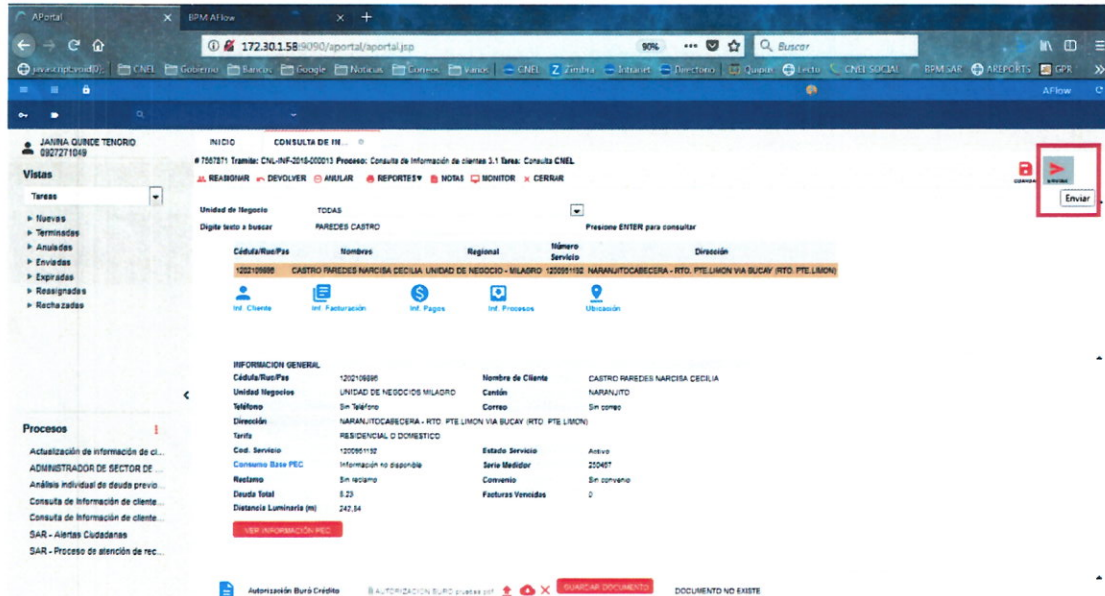 APortal
BPM AFlow
172.30.1.58:9090/aportal/aportal.jsp
90%
Buscar
javascript:void(0);
CNEL
Gobierno
Bancos
Google
Noticias
Correos
varios
CNEL
Zimbra
Intranet
Directorio
Quipux
Lecto
CNEL SOCIAL
BPM SAR
AREPORTS
GPR
AFlow
JANINA QUINDE TENORIO
0927271049
Vistas
Tareas
Nuevas
Terminadas
Anuladas
Enviadas
Expiradas
Reasignadas
Rechazadas
INICIO
CONSULTA DE IN...
# 7567871 Tramite: CNL-INF-2018-000013 Proceso: Consulta de Información de clientes 3.1 Tarea: Consulta CNEL
REASIGNAR
DEVOLVER
ANULAR
REPORTES
NOTAS
MONITOR
CERRAR
Enviar
Unidad de Negocio TODAS
Digite texto a buscar PAREDES CASTRO Presione ENTER para consultar
Cédula/Ruc/Pas Nombres Regional Número Servicio Dirección
CASTRO PAREDES NARCISA CECILIA UNIDAD DE NEGOCIO - MILAGRO NARANJITOCABECERA - RTO. PTE.LIMON VIA BUCAY (RTO. PTE.LIMON)
Inf. Cliente
Inf. Facturación
Inf. Pagos
Inf. Procesos
Ubicación
INFORMACION GENERAL
Cédula/Ruc/Pas Nombre de Cliente CASTRO PAREDES NARCISA CECILIA
Unidad Negocios UNIDAD DE NEGOCIOS MILAGRO Cantón NARANJITO
Teléfono Sin Teléfono Correo Sin correo
Dirección NARANJITOCABECERA - RTO. PTE.LIMON VIA BUCAY (RTO. PTE.LIMON)
Tarifa RESIDENCIAL O DOMESTICO
Cod. Servicio Estado Servicio Activo
Consumo Base PEC Información no disponible Serie Medidor
Reclamo Sin reclamo Convenio Sin convenio
Deuda Total 5.23 Facturas Vencidas 0
Distancia Luminaria (m) 242,84
VER INFORMACIÓN PEC
Procesos
Actualización de información de cl...
ADMINISTRADOR DE SECTOR DE ...
Análisis individual de deuda previo...
Consulta de Información de cliente...
Consulta de Información de cliente...
SAR - Alertas Ciudadanas
SAR - Proceso de atención de rec...
Autorización Buró Crédito AUTORIZACION BURO pruebas.pdf GUARDAR DOCUMENTO DOCUMENTO NO EXISTE